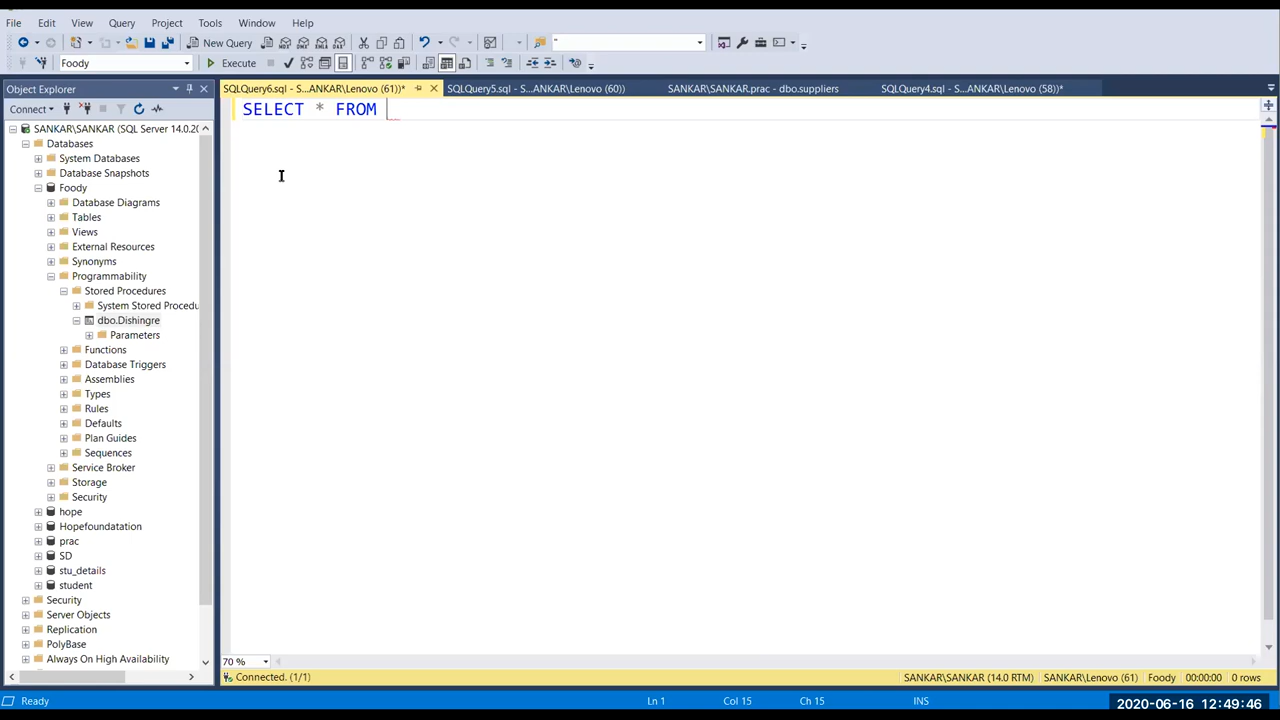 File Edit View Query Project Tools Window Help
New Query MDX DMX XMLA DAX "
Foody Execute
Object Explorer
SQLQuery6.sql - S...ANKAR\Lenovo (61))* SQLQuery5.sql - S...ANKAR\Lenovo (60)) SANKAR\SANKAR.prac - dbo.suppliers SQLQuery4.sql - S...ANKAR\Lenovo (58))*
Connect
SELECT * FROM
SANKAR\SANKAR (SQL Server 14.0.20
Databases
System Databases
Database Snapshots
Foody
Database Diagrams
Tables
Views
External Resources
Synonyms
Programmability
Stored Procedures
System Stored Procedu
dbo.Dishingre
Parameters
Functions
Database Triggers
Assemblies
Types
Rules
Defaults
Plan Guides
Sequences
Service Broker
Storage
Security
hope
Hopefoundatation
prac
SD
stu_details
student
Security
Server Objects
Replication
PolyBase
Always On High Availability
70 %
Connected. (1/1) SANKAR\SANKAR (14.0 RTM) SANKAR\Lenovo (61) Foody 00:00:00 0 rows
Ready Ln 1 Col 15 Ch 15 INS 2020-06-16 12:49:46